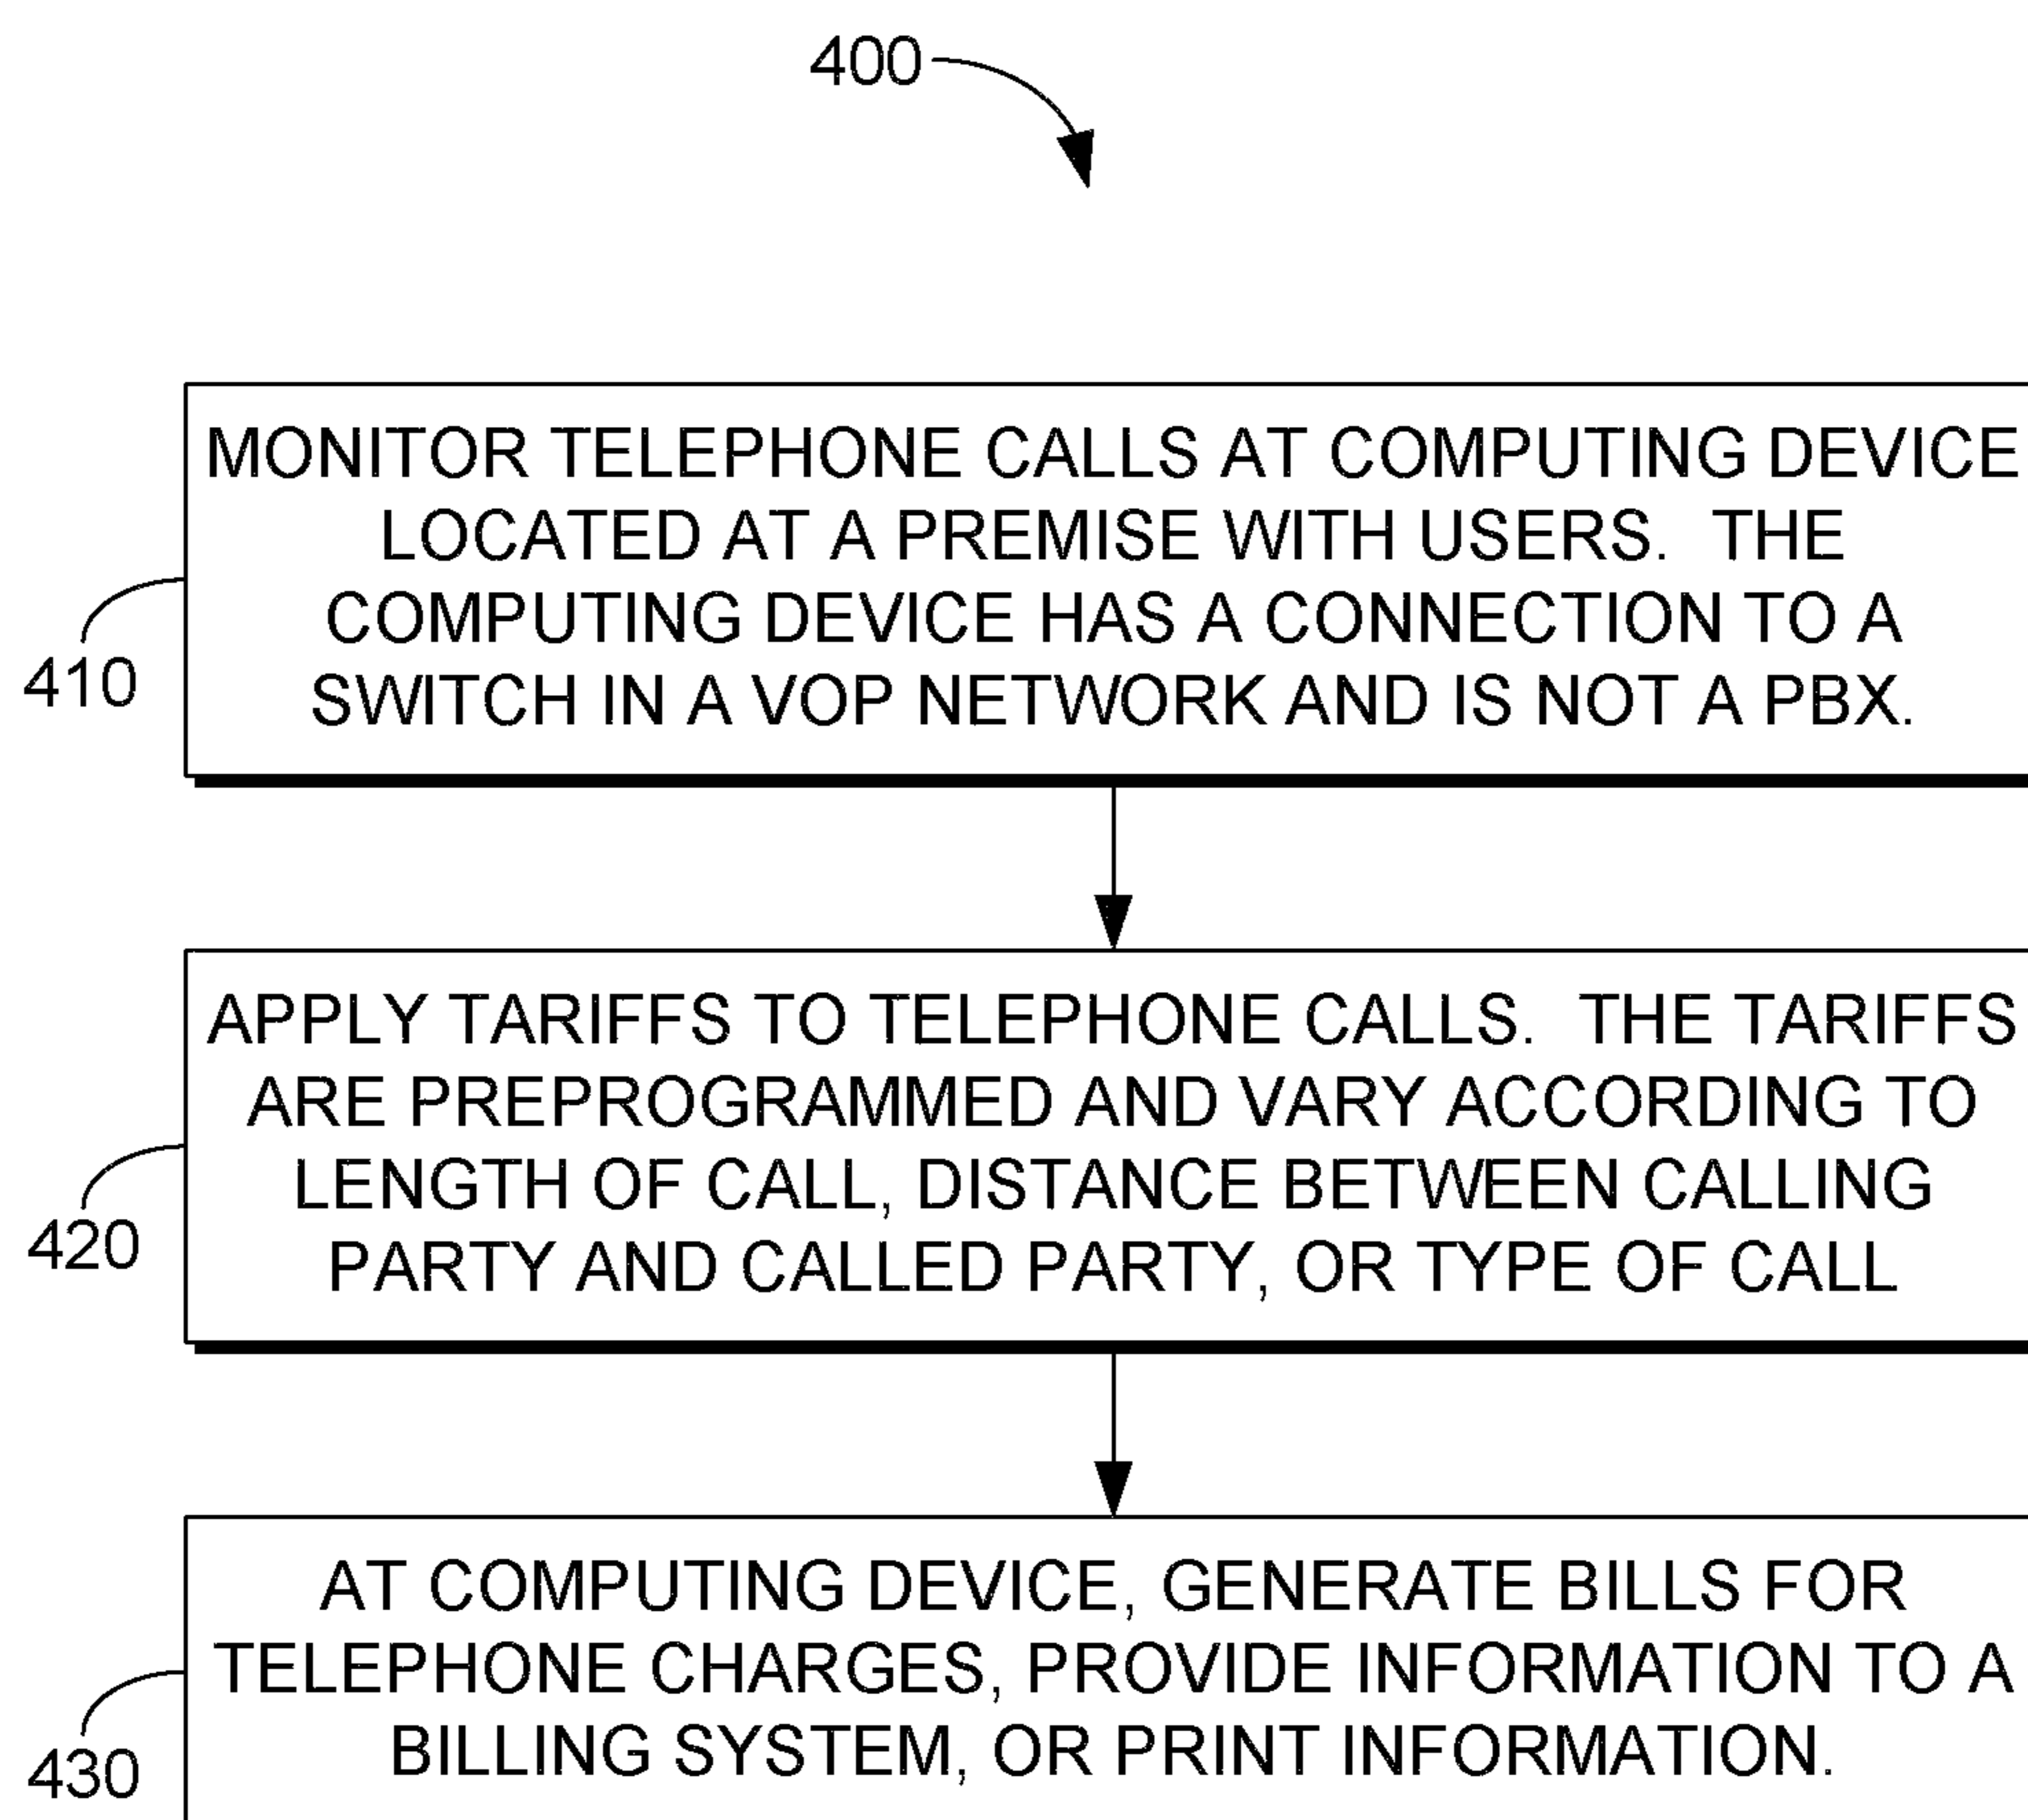 400
MONITOR TELEPHONE CALLS AT COMPUTING DEVICE
LOCATED AT A PREMISE WITH USERS. THE
COMPUTING DEVICE HAS A CONNECTION TO A
SWITCH IN A VOP NETWORK AND IS NOT A PBX.
410
APPLY TARIFFS TO TELEPHONE CALLS. THE TARIFFS
ARE PREPROGRAMMED AND VARY ACCORDING TO
LENGTH OF CALL, DISTANCE BETWEEN CALLING
PARTY AND CALLED PARTY, OR TYPE OF CALL
420
AT COMPUTING DEVICE, GENERATE BILLS FOR
TELEPHONE CHARGES, PROVIDE INFORMATION TO A
BILLING SYSTEM, OR PRINT INFORMATION.
430